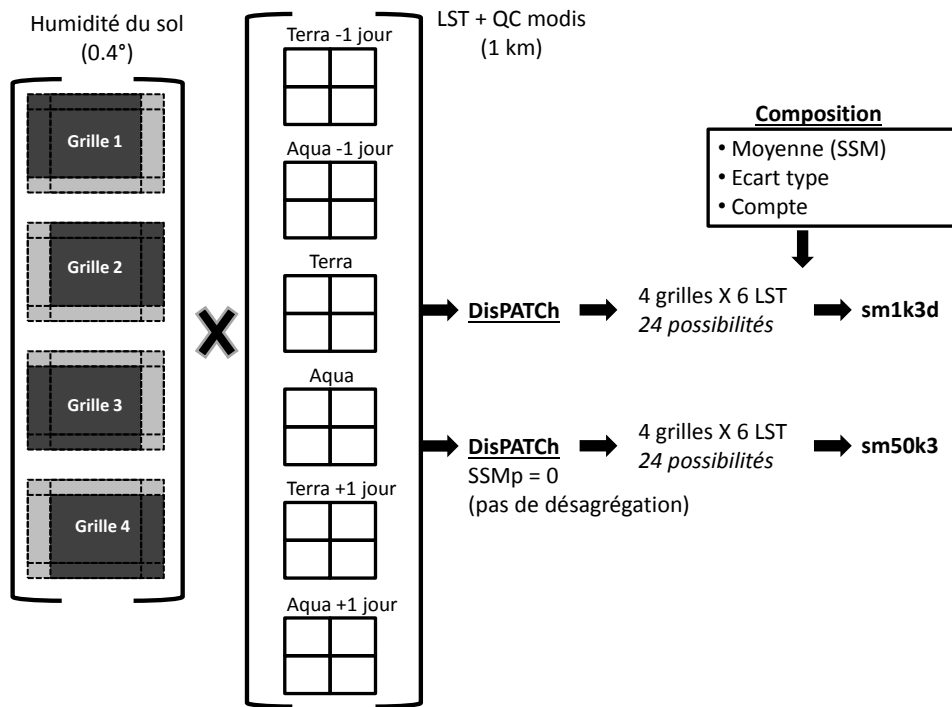 Humidité du sol
(0.4°)
Grille 1
Grille 2
Grille 3
Grille 4
X
Terra -1 jour
Aqua -1 jour
Terra
Aqua
Terra +1 jour
Aqua +1 jour
LST + QC modis
(1 km)
Composition
• Moyenne (SSM)
• Ecart type
• Compte
DisPATCh
4 grilles X 6 LST
24 possibilités
sm1k3d
DisPATCh
SSMp = 0
(pas de désagrégation)
4 grilles X 6 LST
24 possibilités
sm50k3